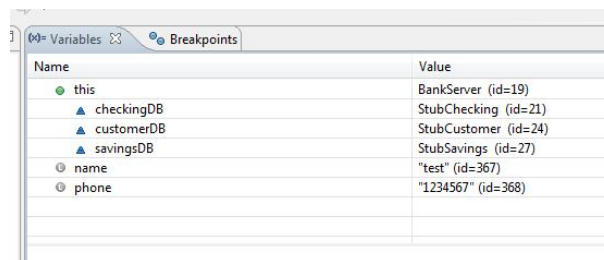 (x)= Variables Breakpoints
Name Value
this BankServer (id=19)
checkingDB StubChecking (id=21)
customerDB StubCustomer (id=24)
savingsDB StubSavings (id=27)
name "test" (id=367)
phone "1234567" (id=368)